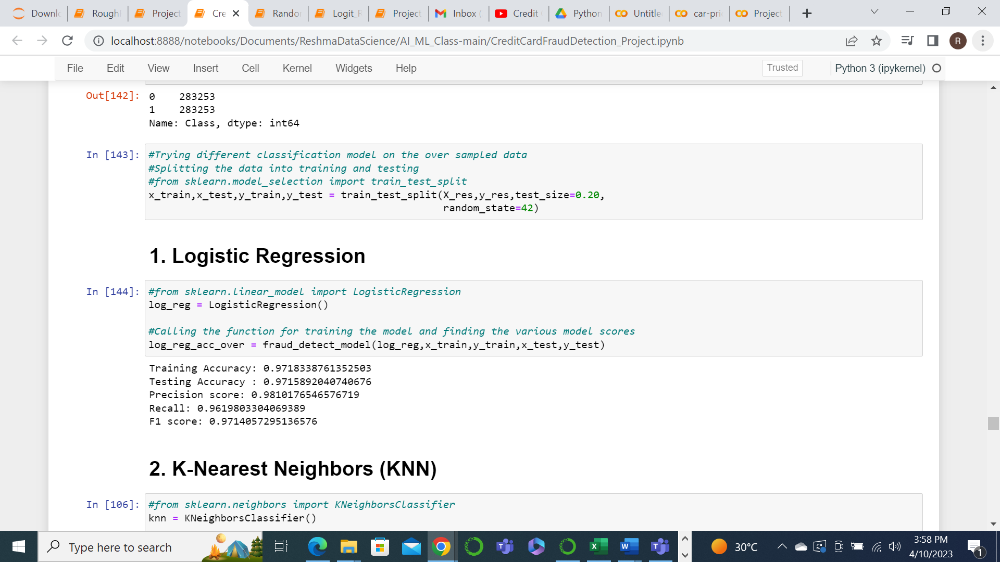 Downlc
Rough
Project
Cre
Rando
Logit_F
Project
Inbox (
Credit
Python
Untitle
car-pri
Project
localhost:8888/notebooks/Documents/ReshmaDataScience/AI_ML_Class-main/CreditCardFraudDetection_Project.ipynb
R
File Edit View Insert Cell Kernel Widgets Help
Trusted
Python 3 (ipykernel)
Out[142]: 0 283253
1 283253
Name: Class, dtype: int64
In [143]: #Trying different classification model on the over sampled data
#Splitting the data into training and testing
#from sklearn.model_selection import train_test_split
x_train,x_test,y_train,y_test = train_test_split(X_res,y_res,test_size=0.20,
random_state=42)
1. Logistic Regression
In [144]: #from sklearn.linear_model import LogisticRegression
log_reg = LogisticRegression()
#Calling the function for training the model and finding the various model scores
log_reg_acc_over = fraud_detect_model(log_reg,x_train,y_train,x_test,y_test)
Training Accuracy: 0.9718338761352503
Testing Accuracy : 0.9715892040740676
Precision score: 0.9810176546576719
Recall: 0.9619803304069389
F1 score: 0.9714057295136576
2. K-Nearest Neighbors (KNN)
In [106]: #from sklearn.neighbors import KNeighborsClassifier
knn = KNeighborsClassifier()
Type here to search
30°C
3:58 PM
4/10/2023
1